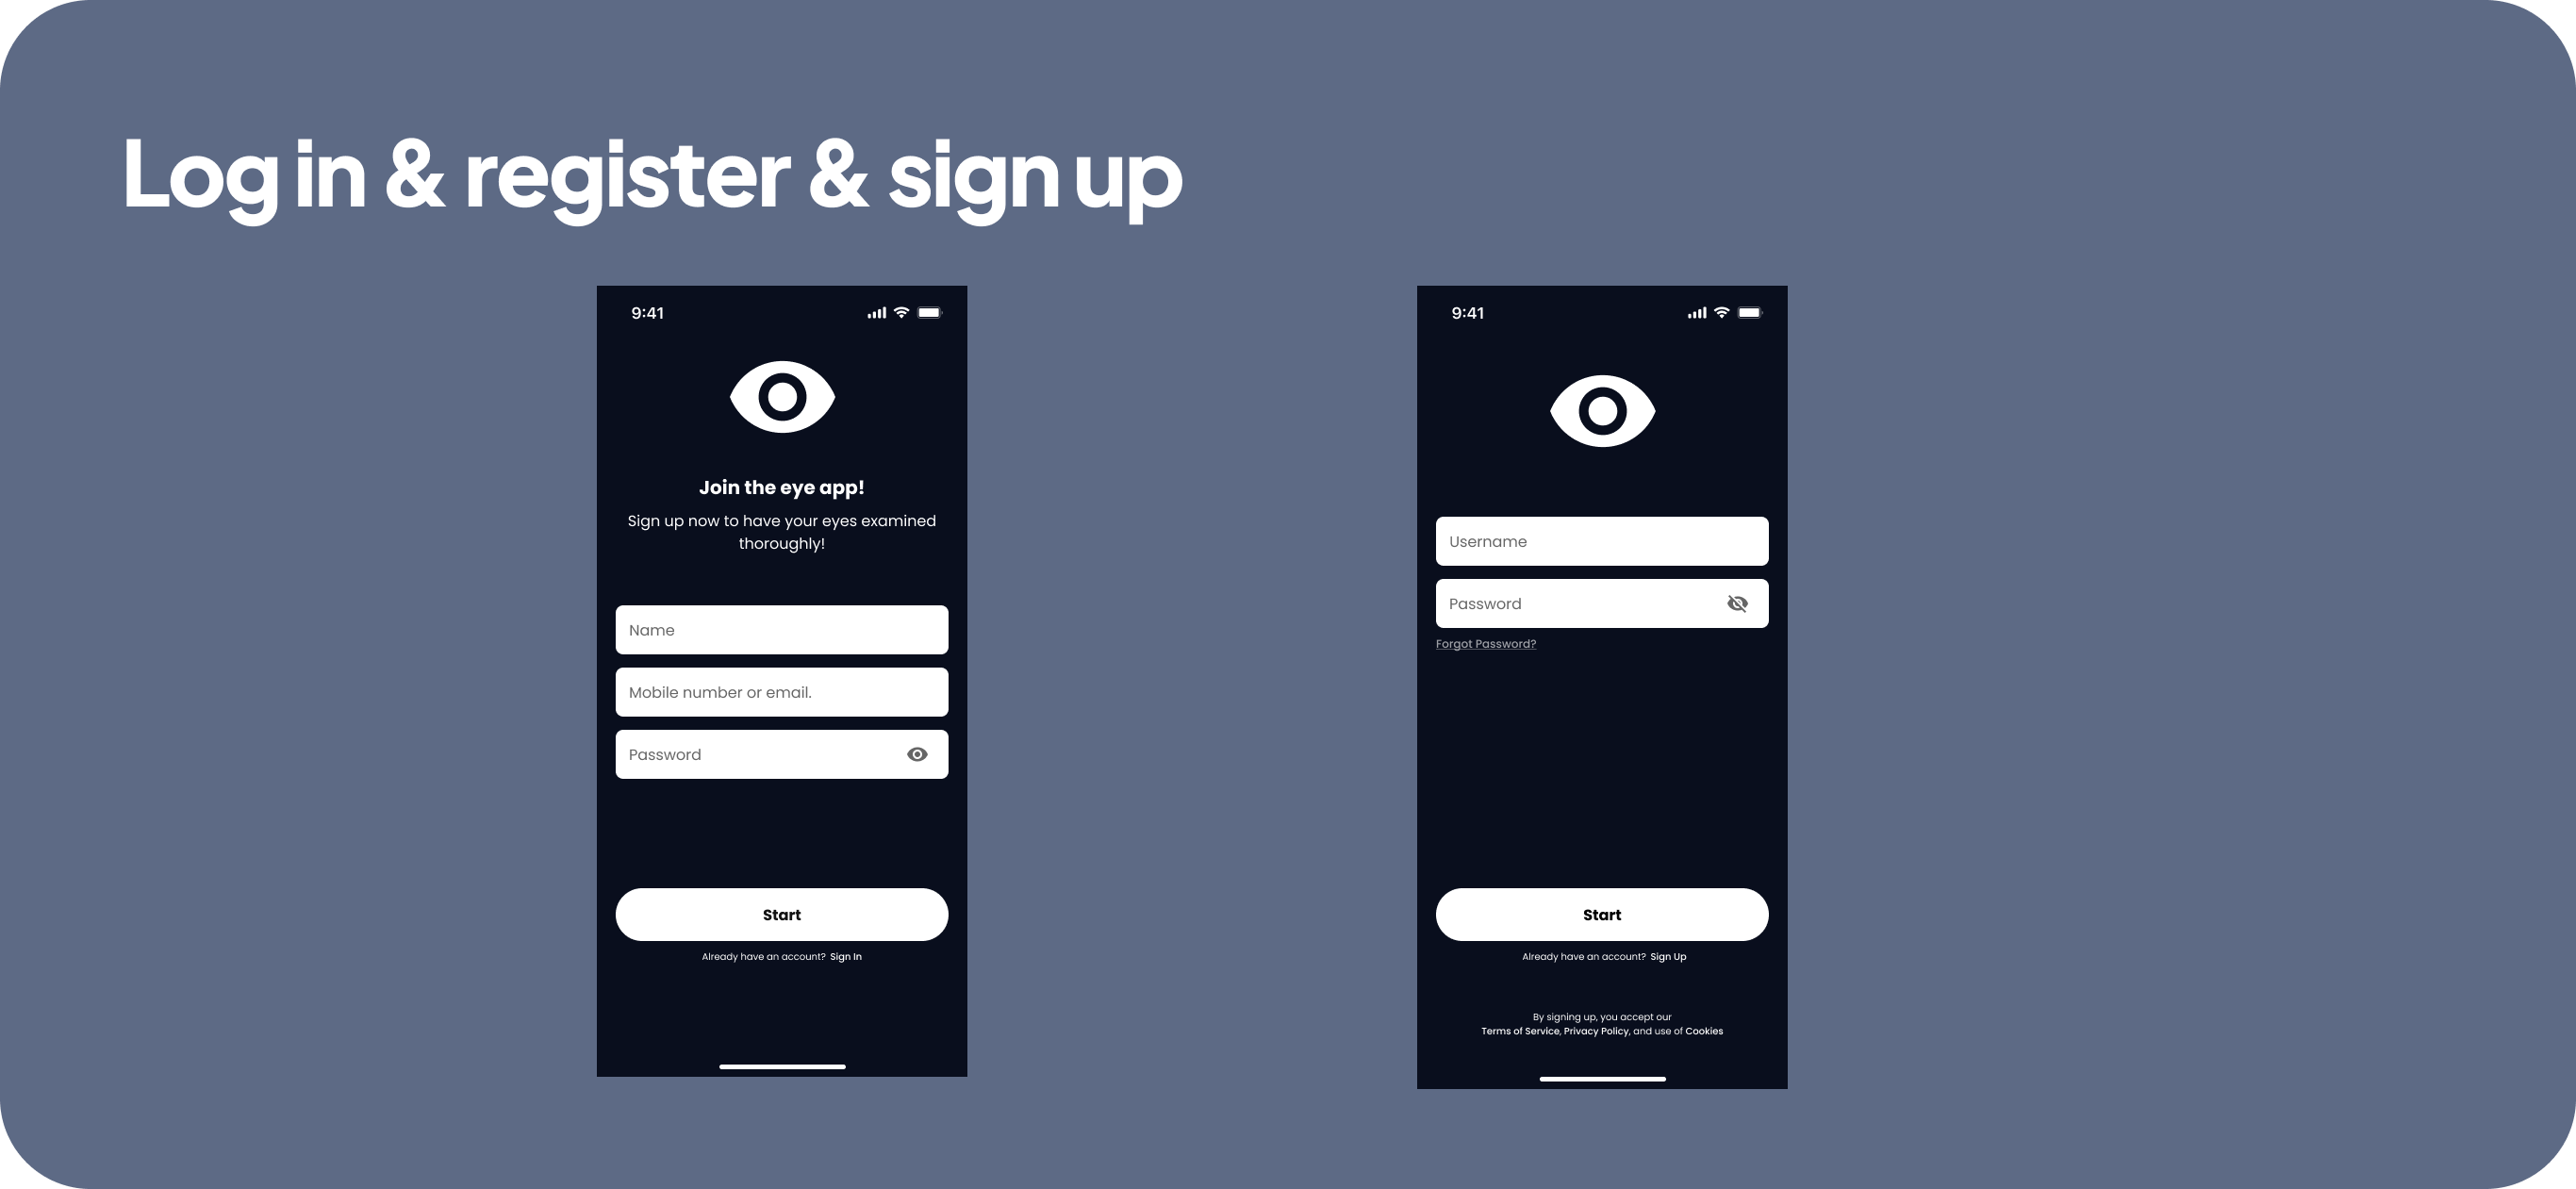 Log in & register & sign up
9:41
Join the eye app!
Sign up now to have your eyes examined
thoroughly!
Name
Mobile number or email.
Password
Start
Already have an account? Sign In
9:41
Username
Password
Forgot Password?
Start
Already have an account? Sign Up
By signing up, you accept our
Terms of Service, Privacy Policy, and use of Cookies